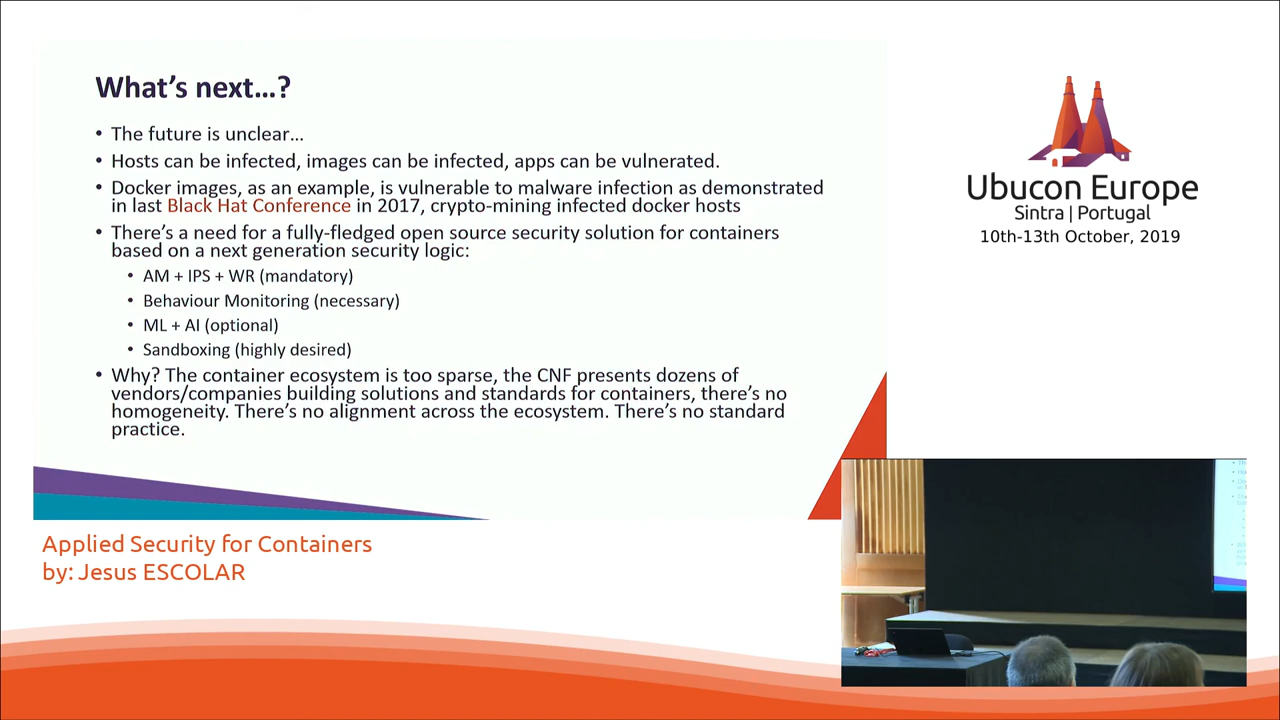 What's next...?
• The future is unclear...
• Hosts can be infected, images can be infected, apps can be vulnerated.
• Docker images, as an example, is vulnerable to malware infection as demonstrated
in last Black Hat Conference in 2017, crypto-mining infected docker hosts
• There's a need for a fully-fledged open source security solution for containers
based on a next generation security logic:
• AM + IPS + WR (mandatory)
• Behaviour Monitoring (necessary)
• ML + AI (optional)
• Sandboxing (highly desired)
• Why? The container ecosystem is too sparse, the CNF presents dozens of
vendors/companies building solutions and standards for containers, there's no
homogeneity. There's no alignment across the ecosystem. There's no standard
practice.
Applied Security for Containers
by: Jesus ESCOLAR
Ubucon Europe
Sintra | Portugal
10th-13th October, 2019